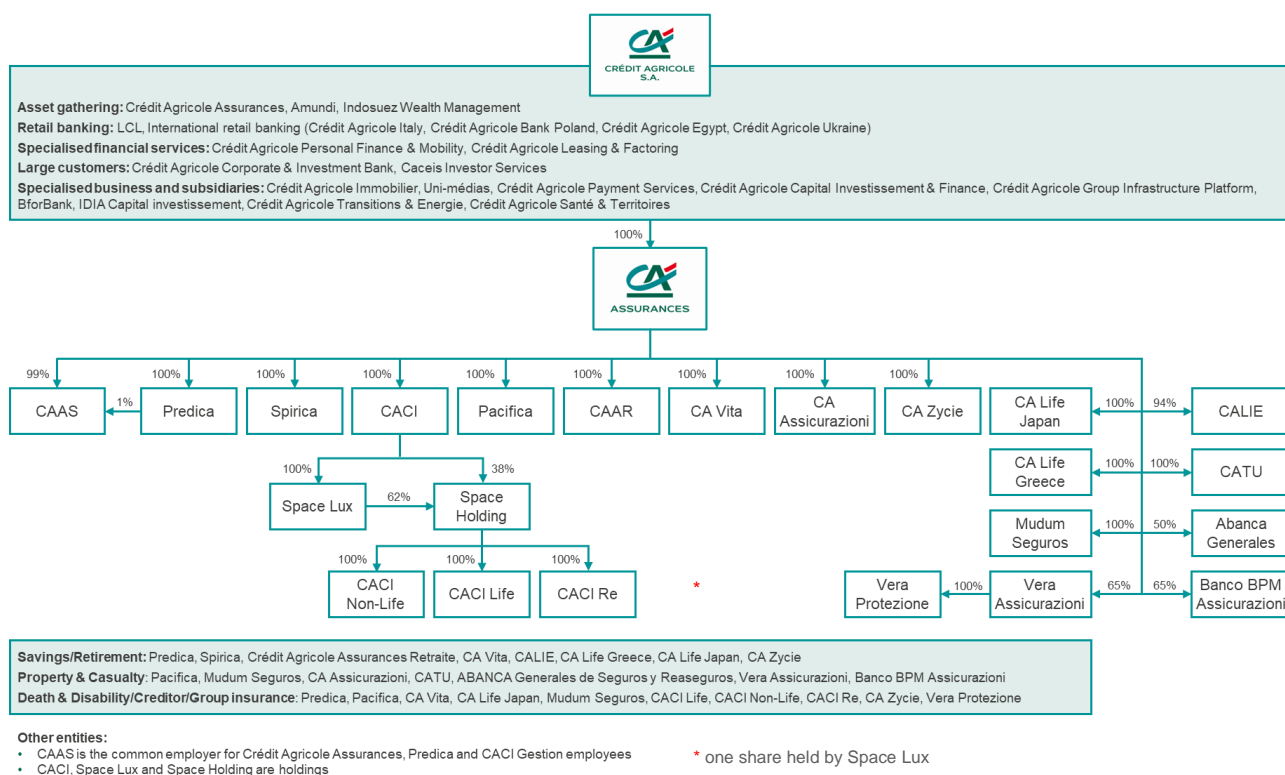 CRÉDIT AGRICOLE
S.A.
Asset gathering: Crédit Agricole Assurances, Amundi, Indosuez Wealth Management
Retail banking: LCL, International retail banking (Crédit Agricole Italy, Crédit Agricole Bank Poland, Crédit Agricole Egypt, Crédit Agricole Ukraine)
Specialised financial services: Crédit Agricole Personal Finance & Mobility, Crédit Agricole Leasing & Factoring
Large customers: Crédit Agricole Corporate & Investment Bank, Caceis Investor Services
Specialised business and subsidiaries: Crédit Agricole Immobilier, Uni-médias, Crédit Agricole Payment Services, Crédit Agricole Capital Investissement & Finance, Crédit Agricole Group Infrastructure Platform,
BforBank, IDIA Capital investissement, Crédit Agricole Transitions & Energie, Crédit Agricole Santé & Territoires
100%
ASSURANCES
99%
100%
100%
100%
100%
100%
100%
100%
100%
CAAS
1%
Predica
Spirica
CACI
Pacifica
CAAR
CA Vita
CA
Assicurazioni
CA Zycie
CA Life
Japan
100%
94%
CALIE
100%
38%
Space Lux
62%
Space
Holding
CA Life
Greece
100%
100%
CATU
Mudum
Seguros
100%
50%
Abanca
Generales
100%
100%
100%
CACI
Non-Life
CACI Life
CACI Re
*
Vera
Protezione
100%
Vera
Assicurazioni
65%
65%
Banco BPM
Assicurazioni
Savings/Retirement: Predica, Spirica, Crédit Agricole Assurances Retraite, CA Vita, CALIE, CA Life Greece, CA Life Japan, CA Zycie
Property & Casualty: Pacifica, Mudum Seguros, CA Assicurazioni, CATU, ABANCA Generales de Seguros y Reaseguros, Vera Assicurazioni, Banco BPM Assicurazioni
Death & Disability/Creditor/Group insurance: Predica, Pacifica, CA Vita, CA Life Japan, Mudum Seguros, CACI Life, CACI Non-Life, CACI Re, CA Zycie, Vera Protezione
Other entities:
• CAAS is the common employer for Crédit Agricole Assurances, Predica and CACI Gestion employees
• CACI, Space Lux and Space Holding are holdings
* one share held by Space Lux